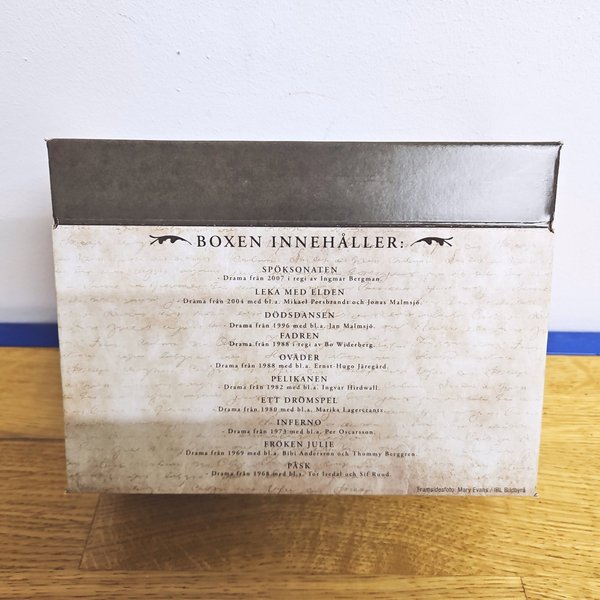 BOXEN INNEHÅLLER:
SPÖKSONATEN
- Drama från 2007 i regi av Ingmar Bergman.
LEKA MED ELDEN
- Drama från 2004 med bl.a. Mikael Persbrandt och Jonas Malmsjö.
DÖDSDANSEN
- Drama från 1996 med bl.a. Jan Malmsjö.
FADREN
- Drama från 1988 i regi av Bo Widerberg.
OVÄDER
- Drama från 1988 med bl.a. Ernst-Hugo Järegård.
PELIKANEN
- Drama från 1982 med bl.a. Ingvar Hirdwall.
ETT DRÖMSPEL
- Drama från 1980 med bl.a. Marika Lagercrantz.
INFERNO
- Drama från 1973 med bl.a. Per Oscarsson.
FRÖKEN JULIE
- Drama från 1969 med bl.a. Bibi Andersson och Thommy Berggren.
PÅSK
- Drama från 1968 med bl.a. Tor Isedal och Sif Ruud.
Framsidesfoto: Mary Evans / IBL Bildbyrå